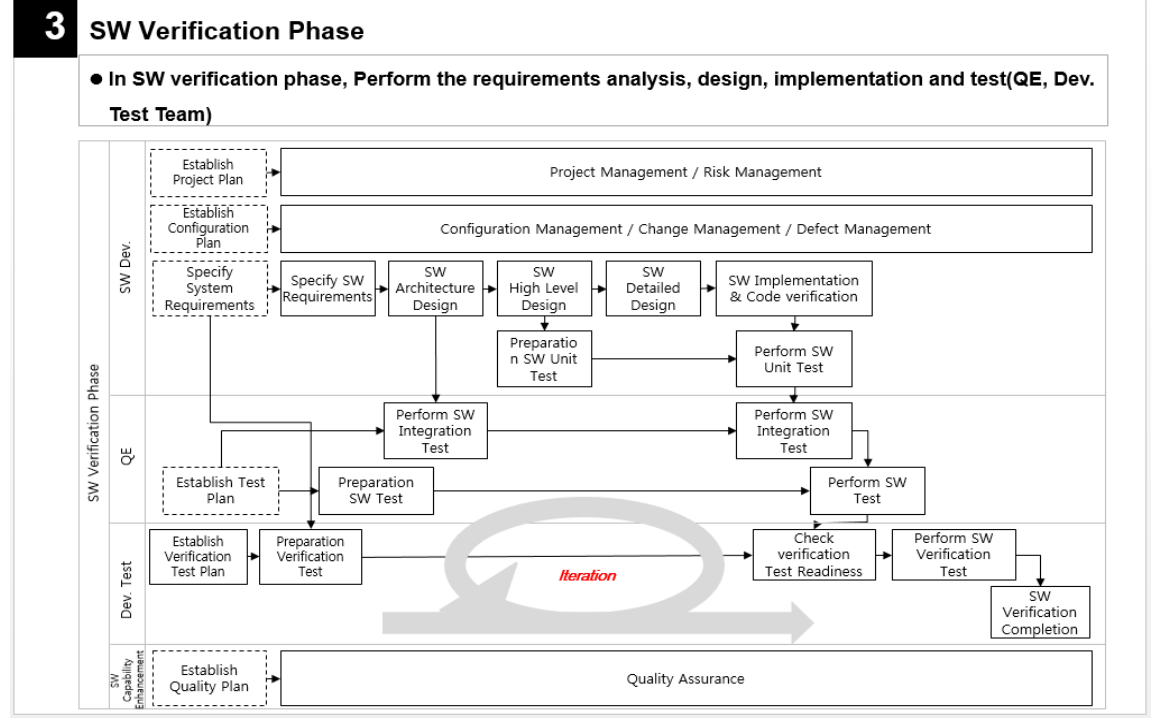 3
SW Verification Phase
● In SW verification phase, Perform the requirements analysis, design, implementation and test(QE, Dev.
Test Team)
SW Verification Phase
SW Dev.
Establish
Project Plan
Project Management / Risk Management
Establish
Configuration
Plan
Configuration Management / Change Management / Defect Management
Specify
System
Requirements
Specify SW
Requirements
SW
Architecture
Design
SW
High Level
Design
SW
Detailed
Design
SW Implementation
& Code verification
Preparatio
n SW Unit
Test
Perform SW
Unit Test
QE
Perform SW
Integration
Test
Perform SW
Integration
Test
Establish Test
Plan
Preparation
SW Test
Perform SW
Test
Dev. Test
Establish
Verification
Test Plan
Preparation
Verification
Test
Iteration
Check
verification
Test Readiness
Perform SW
Verification
Test
SW
Verification
Completion
SW
Capability
Enhancement
Establish
Quality Plan
Quality Assurance